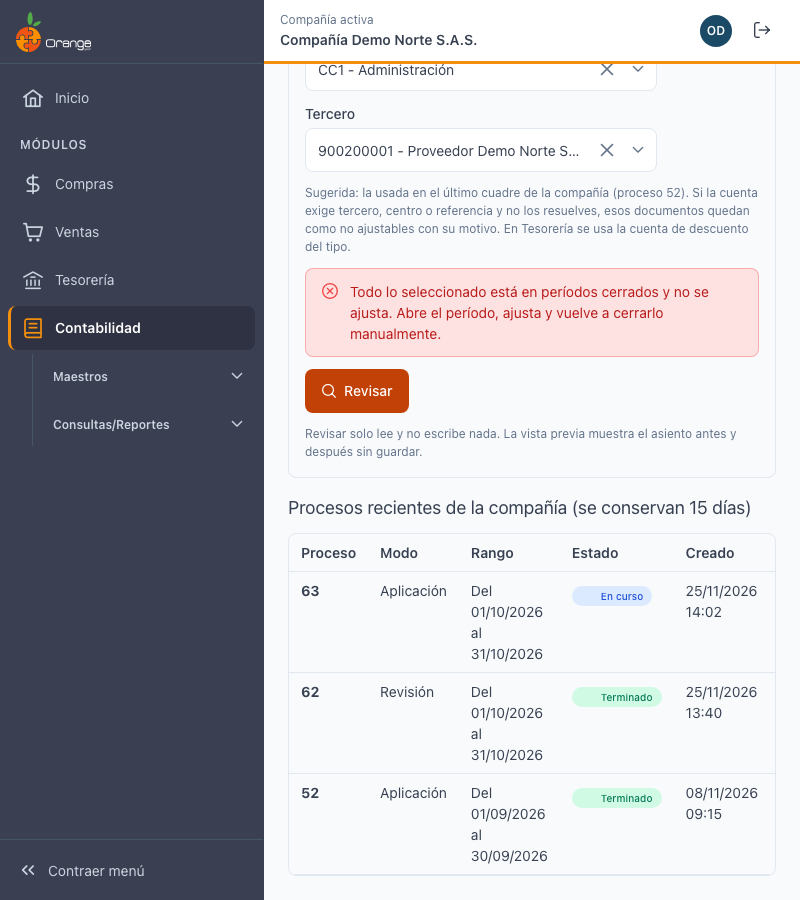 Orange
Inicio
MÓDULOS
Compras
Ventas
Tesorería
Contabilidad
Maestros
Consultas/Reportes
Contraer menú
Compañía activa
Compañía Demo Norte S.A.S.
OD
CC1 - Administración
Tercero
900200001 - Proveedor Demo Norte S...
Sugerida: la usada en el último cuadre de la compañía (proceso 52). Si la cuenta
exige tercero, centro o referencia y no los resuelves, esos documentos quedan
como no ajustables con su motivo. En Tesorería se usa la cuenta de descuento
del tipo.
Todo lo seleccionado está en períodos cerrados y no se
ajusta. Abre el período, ajusta y vuelve a cerrarlo
manualmente.
Revisar
Revisar solo lee y no escribe nada. La vista previa muestra el asiento antes y
después sin guardar.
Procesos recientes de la compañía (se conservan 15 días)
Proceso Modo Rango Estado Creado
63 Aplicación Del 01/10/2026 al 31/10/2026 En curso 25/11/2026 14:02
62 Revisión Del 01/10/2026 al 31/10/2026 Terminado 25/11/2026 13:40
52 Aplicación Del 01/09/2026 al 30/09/2026 Terminado 08/11/2026 09:15